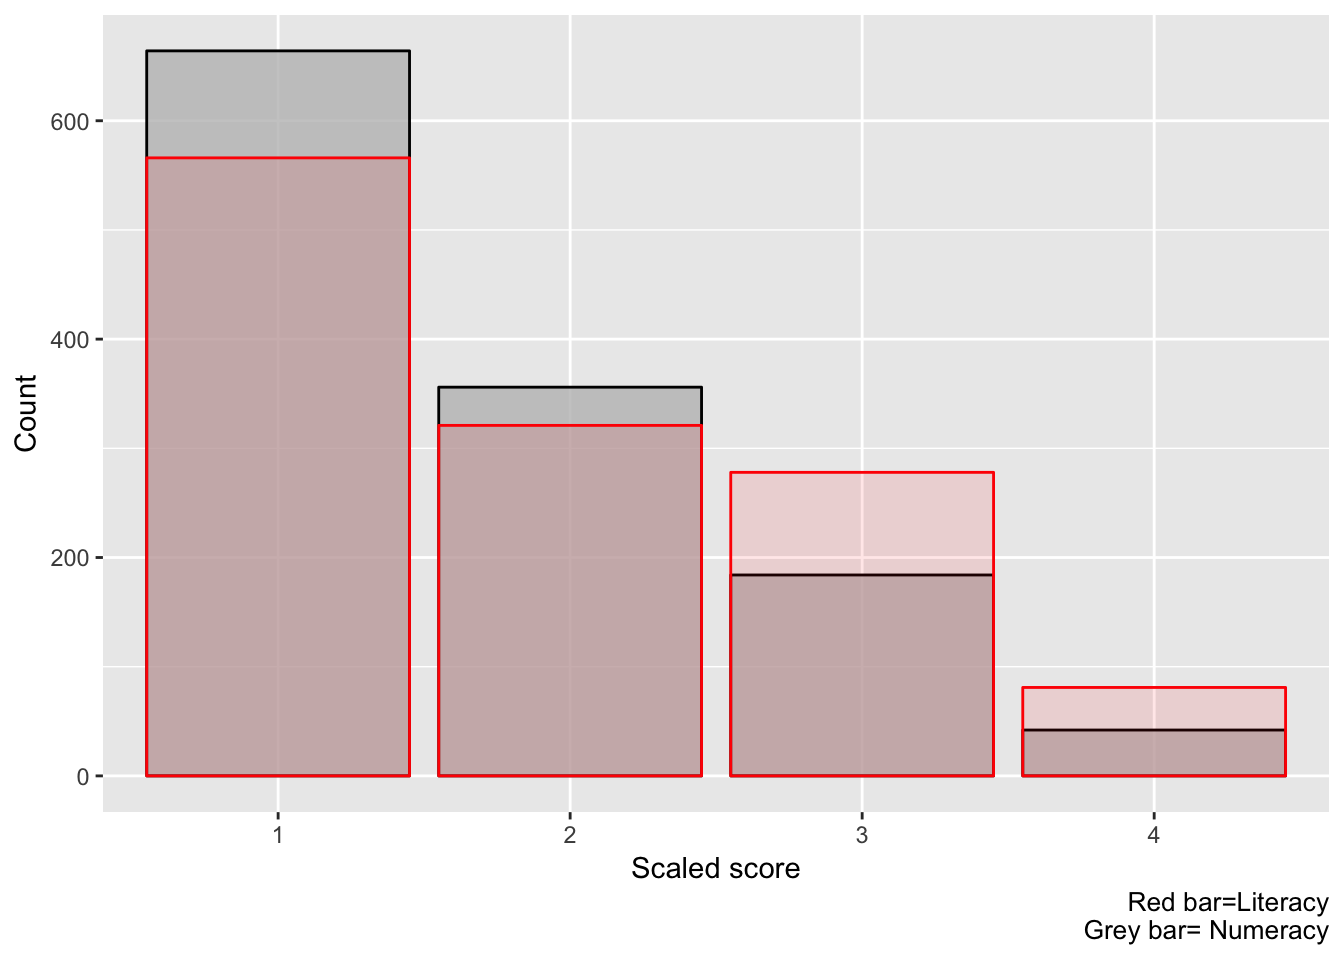 600
400
200
0
Count
1 2 3 4
Scaled score
Red bar=Literacy
Grey bar= Numeracy